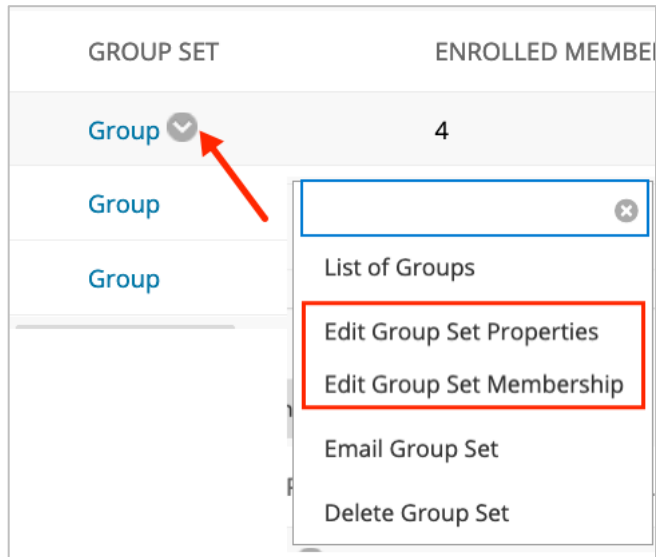 GROUP SET ENROLLED MEMBE
Group 4
Group
Group
List of Groups
Edit Group Set Properties
Edit Group Set Membership
Email Group Set
Delete Group Set